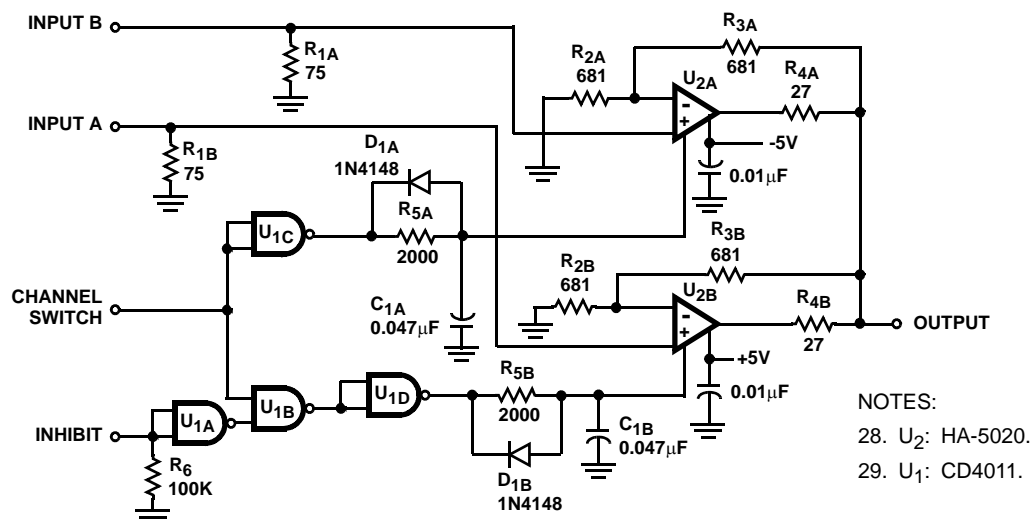 INPUT B
R1A
75
INPUT A
R1B
75
R2A
681
R3A
681
U2A
R4A
27
-
+
-5V
0.01µF
D1A
1N4148
U1C
R5A
2000
C1A
0.047µF
CHANNEL
SWITCH
R2B
681
R3B
681
U2B
-
+
R4B
27
OUTPUT
+5V
0.01µF
U1A
U1B
U1D
R5B
2000
D1B
1N4148
C1B
0.047µF
INHIBIT
R6
100K
NOTES:
28. U2: HA-5020.
29. U1: CD4011.